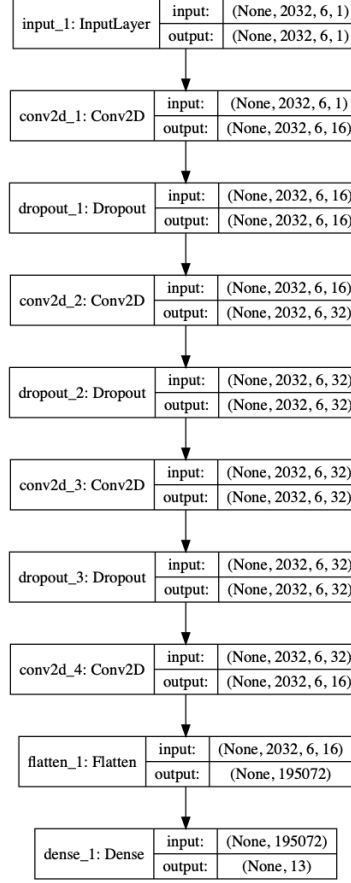 input_1: InputLayer input: (None, 2032, 6, 1)
output: (None, 2032, 6, 1)
conv2d_1: Conv2D input: (None, 2032, 6, 1)
output: (None, 2032, 6, 16)
dropout_1: Dropout input: (None, 2032, 6, 16)
output: (None, 2032, 6, 16)
conv2d_2: Conv2D input: (None, 2032, 6, 16)
output: (None, 2032, 6, 32)
dropout_2: Dropout input: (None, 2032, 6, 32)
output: (None, 2032, 6, 32)
conv2d_3: Conv2D input: (None, 2032, 6, 32)
output: (None, 2032, 6, 32)
dropout_3: Dropout input: (None, 2032, 6, 32)
output: (None, 2032, 6, 32)
conv2d_4: Conv2D input: (None, 2032, 6, 32)
output: (None, 2032, 6, 16)
flatten_1: Flatten input: (None, 2032, 6, 16)
output: (None, 195072)
dense_1: Dense input: (None, 195072)
output: (None, 13)